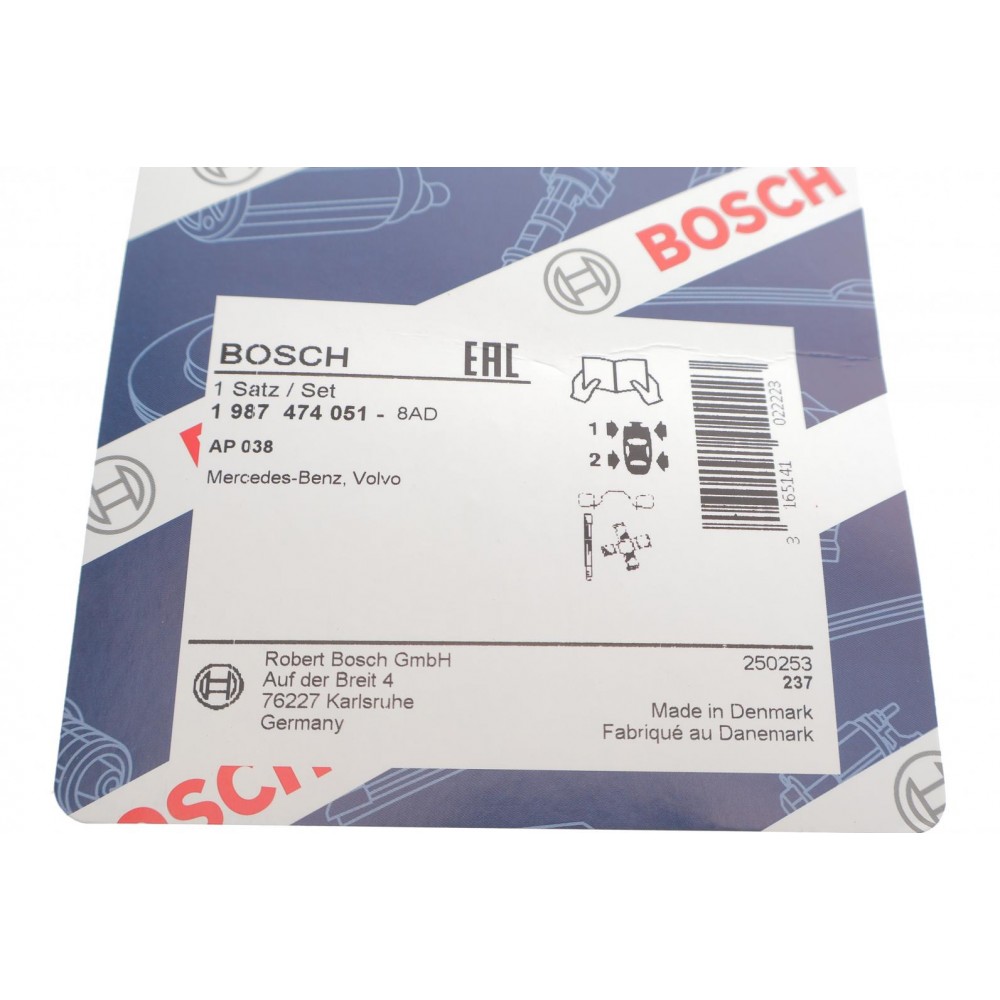 BOSCH
BOSCH
EAC
1 Satz / Set
1 987 474 051 - 8AD
AP 038
Mercedes-Benz, Volvo
1
2
3 165141 022223
Robert Bosch GmbH
Auf der Breit 4
76227 Karlsruhe
Germany
250253
237
Made in Denmark
Fabriqué au Danemark
BOSCH